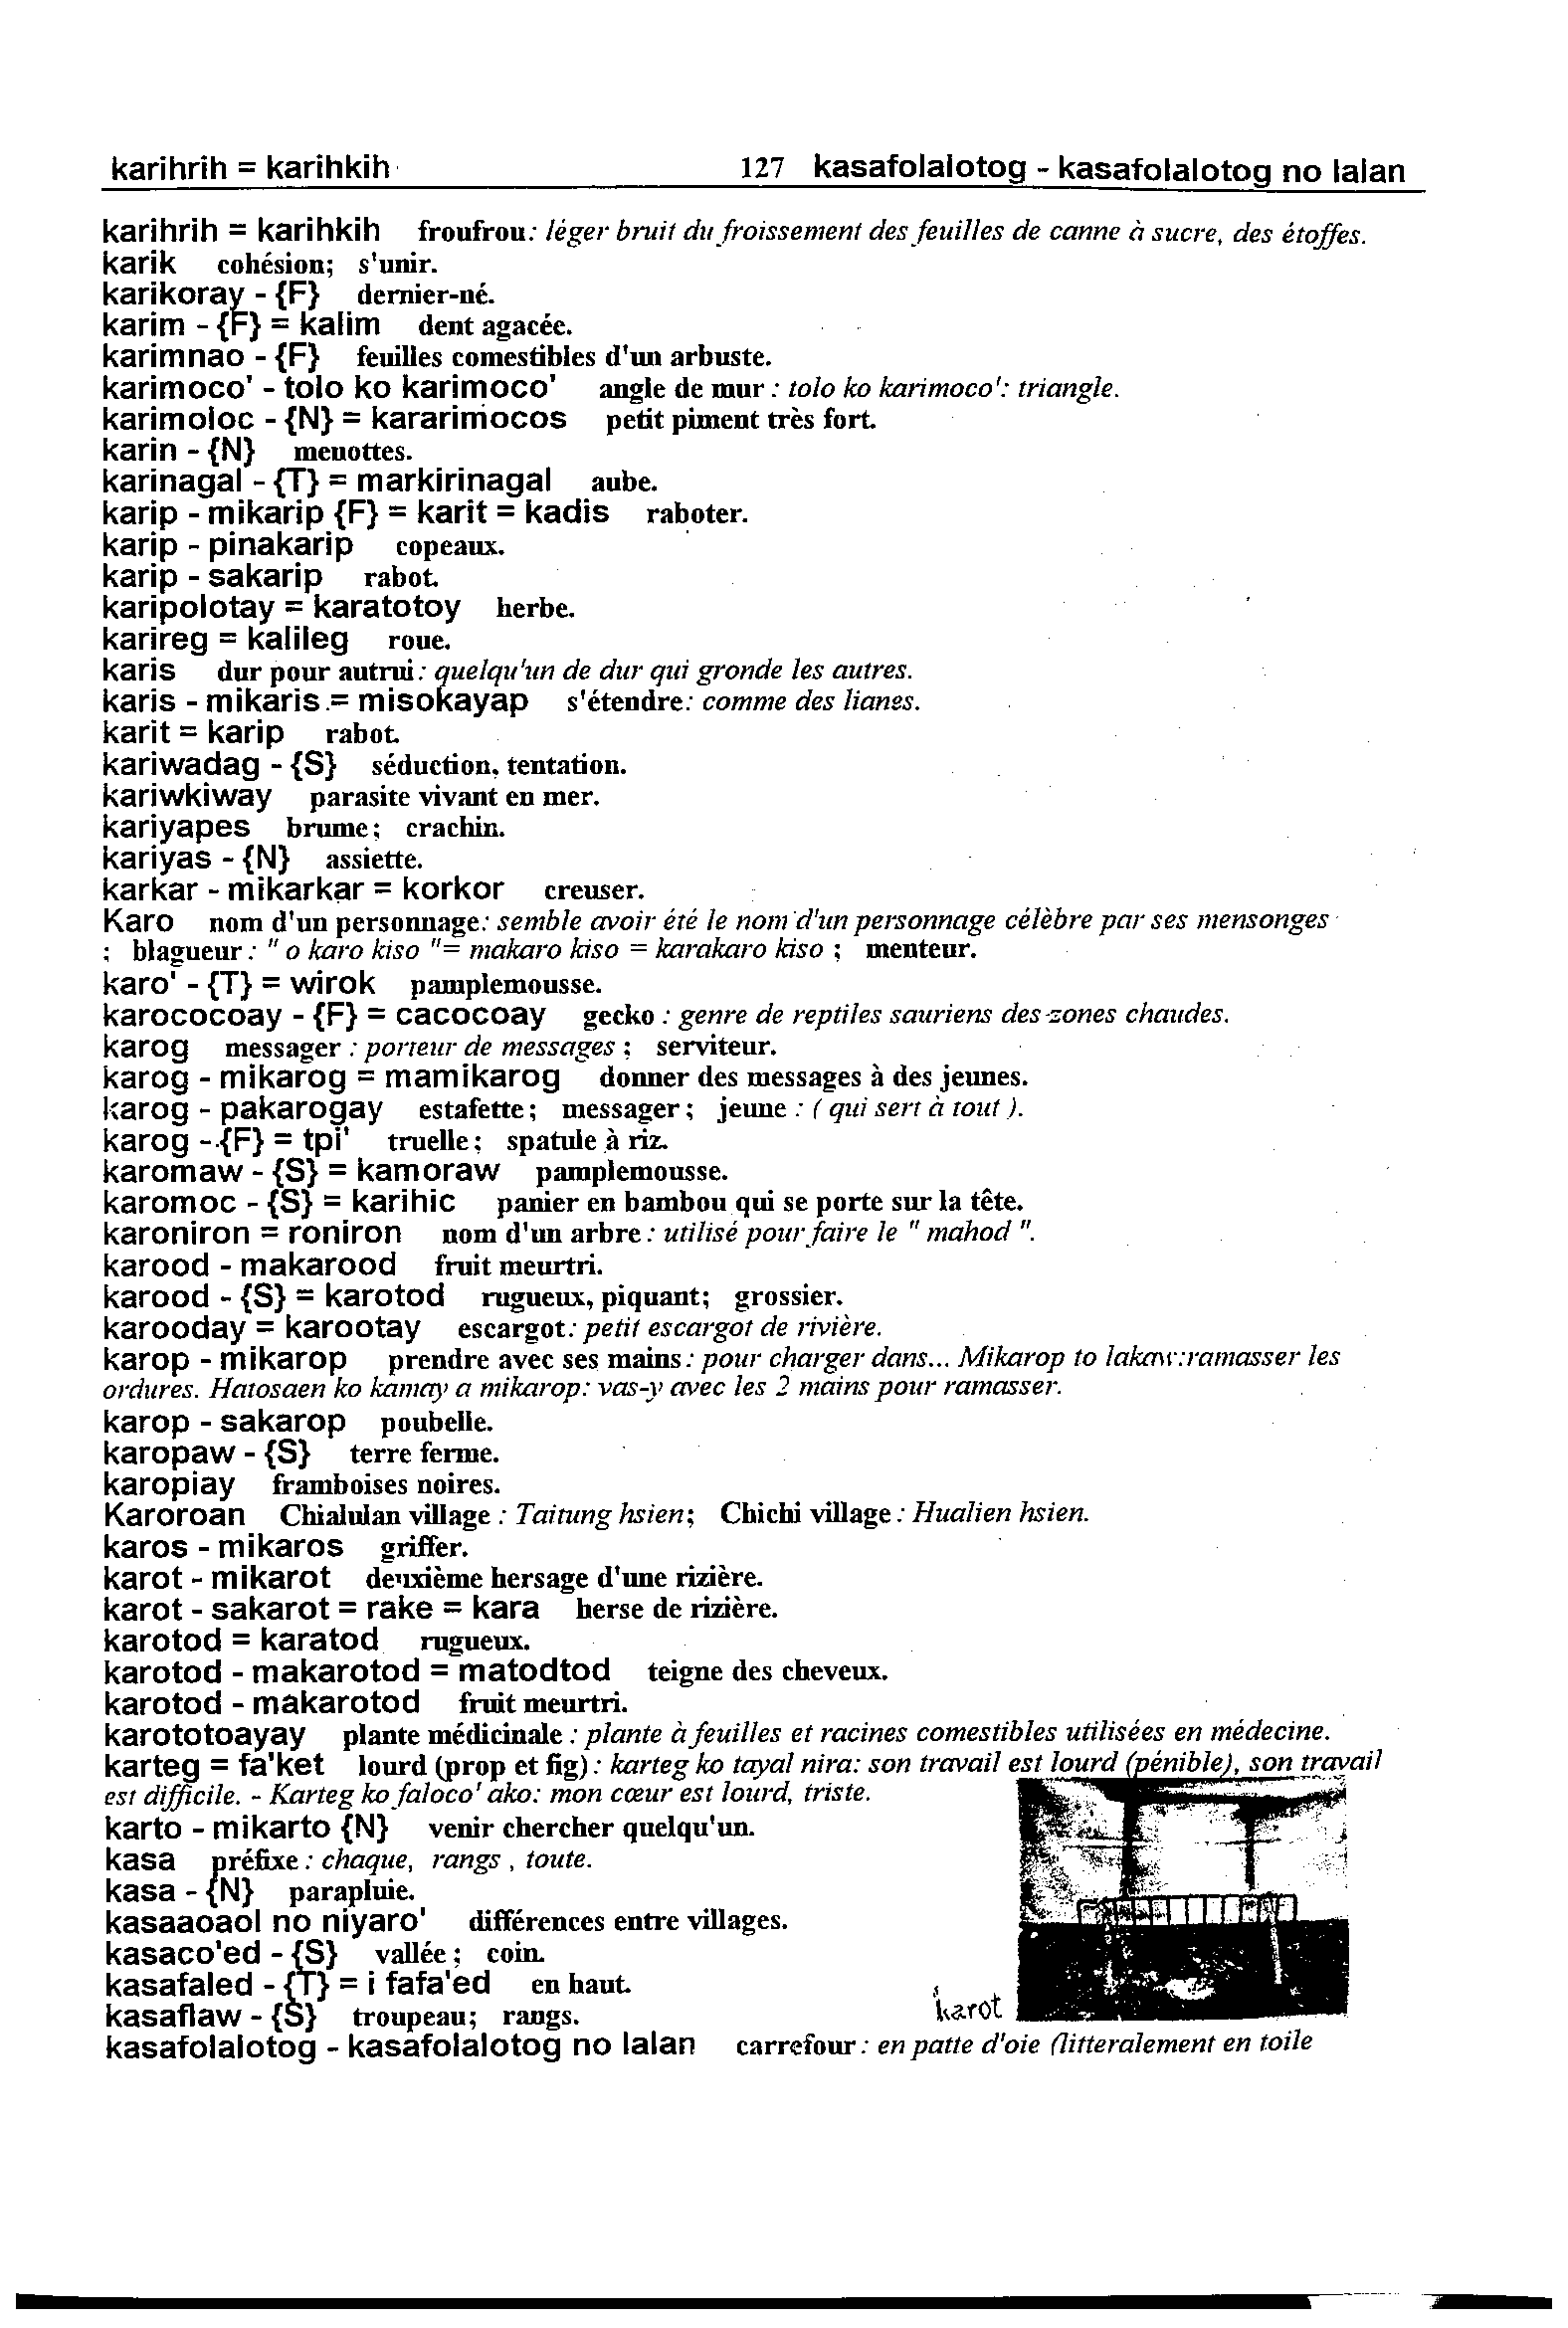 karihrih = karihkih 127 kasafolalotog - kasafolalotog no lalan
karihrih = karihkih froufrou: léger bruit du froissement des feuilles de canne à sucre, des étoffes.
karik cohésion; s'unir.
karikoray - {F} dernier-né.
karim - {F} = kalim dent agacée.
karimnao - {F} feuilles comestibles d'un arbuste.
karimoco' - tolo ko karimoco' angle de mur : tolo ko karimoco': triangle.
karimoloc - {N} = kararimocos petit piment très fort.
karin - {N} menottes.
karinagal - {T} = markirinagal aube.
karip - mikarip {F} = karit = kadis raboter.
karip - pinakarip copeaux.
karip - sakarip rabot.
karipolotay = karatotoy herbe.
karireg = kalileg roue.
karis dur pour autrui: quelqu'un de dur qui gronde les autres.
karis - mikaris = misokayap s'étendre: comme des lianes.
karit = karip rabot.
kariwadag - {S} séduction, tentation.
kariwkiway parasite vivant en mer.
kariyapes brume; crachin.
kariyas - {N} assiette.
karkar - mikarkar = korkor creuser.
Karo nom d'un personnage: semble avoir été le nom d'un personnage célèbre par ses mensonges
; blagueur : " o karo kiso "= makaro kiso = karakaro kiso ; menteur.
karo' - {T} = wirok pamplemousse.
karococoay - {F} = cacocoay gecko : genre de reptiles sauriens des zones chaudes.
karog messager : porteur de messages ; serviteur.
karog - mikarog = mamikarog donner des messages à des jeunes.
karog - pakarogay estafette; messager; jeune : ( qui sert à tout ).
karog - {F} = tpi' truelle; spatule à riz.
karomaw - {S} = kamoraw pamplemousse.
karomoc - {S} = karihic panier en bambou qui se porte sur la tête.
karoniron = roniron nom d'un arbre : utilisé pour faire le " mahod ".
karood - makarood fruit meurtri.
karood - {S} = karotod rugueux, piquant; grossier.
karooday = karootay escargot: petit escargot de rivière.
karop - mikarop prendre avec ses mains: pour charger dans... Mikarop to lakaw:ramasser les
ordures. Hatosaen ko kamay a mikarop: vas-y avec les 2 mains pour ramasser.
karop - sakarop poubelle.
karopaw - {S} terre ferme.
karopiay framboises noires.
Karoroan Chialulan village : Taitung hsien; Chichi village : Hualien hsien.
karos - mikaros griffer.
karot - mikarot deuxième hersage d'une rizière.
karot - sakarot = rake = kara herse de rizière.
karotod = karatod rugueux.
karotod - makarotod = matodtod teigne des cheveux.
karotod - makarotod fruit meurtri.
karototoayay plante médicinale : plante à feuilles et racines comestibles utilisées en médecine.
karteg = fa'ket lourd (prop et fig) : karteg ko tayal nira: son travail est lourd (pénible), son travail
est difficile. - Karteg ko faloco' ako: mon cœur est lourd, triste.
karto - mikarto {N} venir chercher quelqu'un.
kasa préfixe : chaque, rangs , toute.
kasa - {N} parapluie.
kasaaoaol no niyaro' différences entre villages.
kasaco'ed - {S} vallée ; coin.
kasafaled - {T} = i fafa'ed en haut.
kasaflaw - {S} troupeau; rangs.
karot
kasafolalotog - kasafolalotog no lalan carrefour : en patte d'oie (litteralement en toile